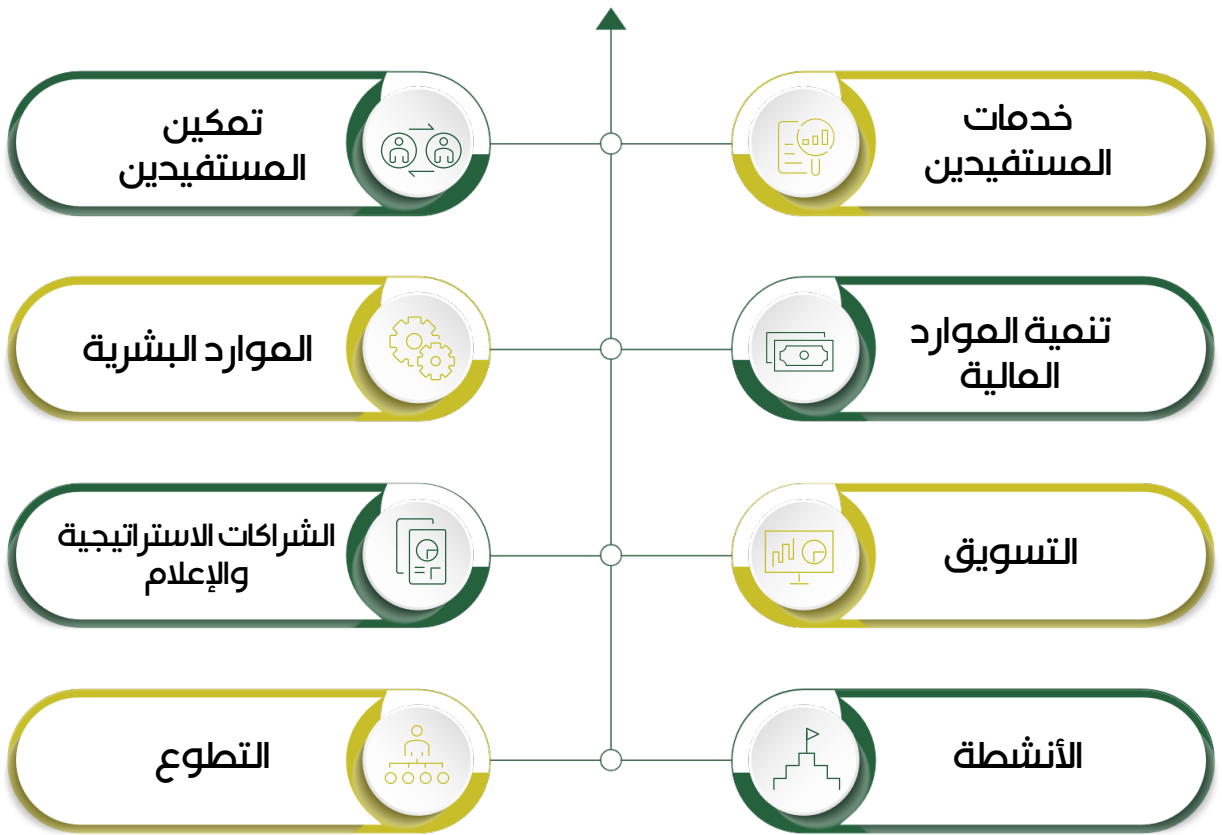 خدمات
المستفيدين
تمكين
المستفيدين
تنمية الموارد
المالية
الموارد البشرية
التسويق
الشراكات الاستراتيجية
والإعلام
الأنشطة
التطوع